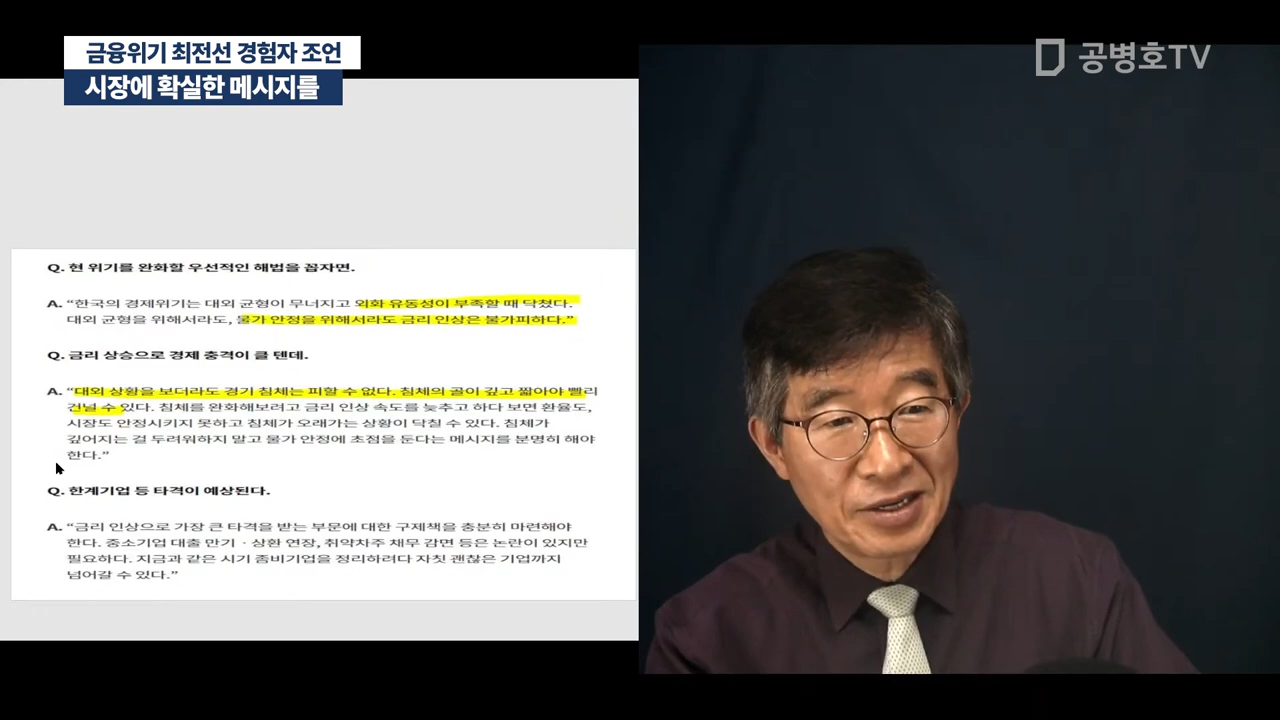 금융위기 최전선 경험자 조언
시장에 확실한 메시지를
공병호TV
Q. 현 위기를 완화할 우선적인 해법을 꼽자면.
A. “한국의 경제위기는 대외 균형이 무너지고 외화 유동성이 부족할 때 닥쳤다.
대외 균형을 위해서라도, 물가 안정을 위해서라도 금리 인상은 불가피하다.”
Q. 금리 상승으로 경제 충격이 클 텐데.
A. “대외 상황을 보더라도 경기 침체는 피할 수 없다. 침체의 골이 깊고 짧아야 빨리
건널 수 있다. 침체를 완화해보려고 금리 인상 속도를 늦추고 하다 보면 환율도,
시장도 안정시키지 못하고 침체가 오래가는 상황이 닥칠 수 있다. 침체가
깊어지는 걸 두려워하지 말고 물가 안정에 초점을 둔다는 메시지를 분명히 해야
한다.”
Q. 한계기업 등 타격이 예상된다.
A. “금리 인상으로 가장 큰 타격을 받는 부문에 대한 구제책을 충분히 마련해야
한다. 중소기업 대출 만기 · 상환 연장, 취약차주 채무 감면 등은 논란이 있지만
필요하다. 지금과 같은 시기 좀비기업을 정리하려다 자칫 괜찮은 기업까지
넘어갈 수 있다.”